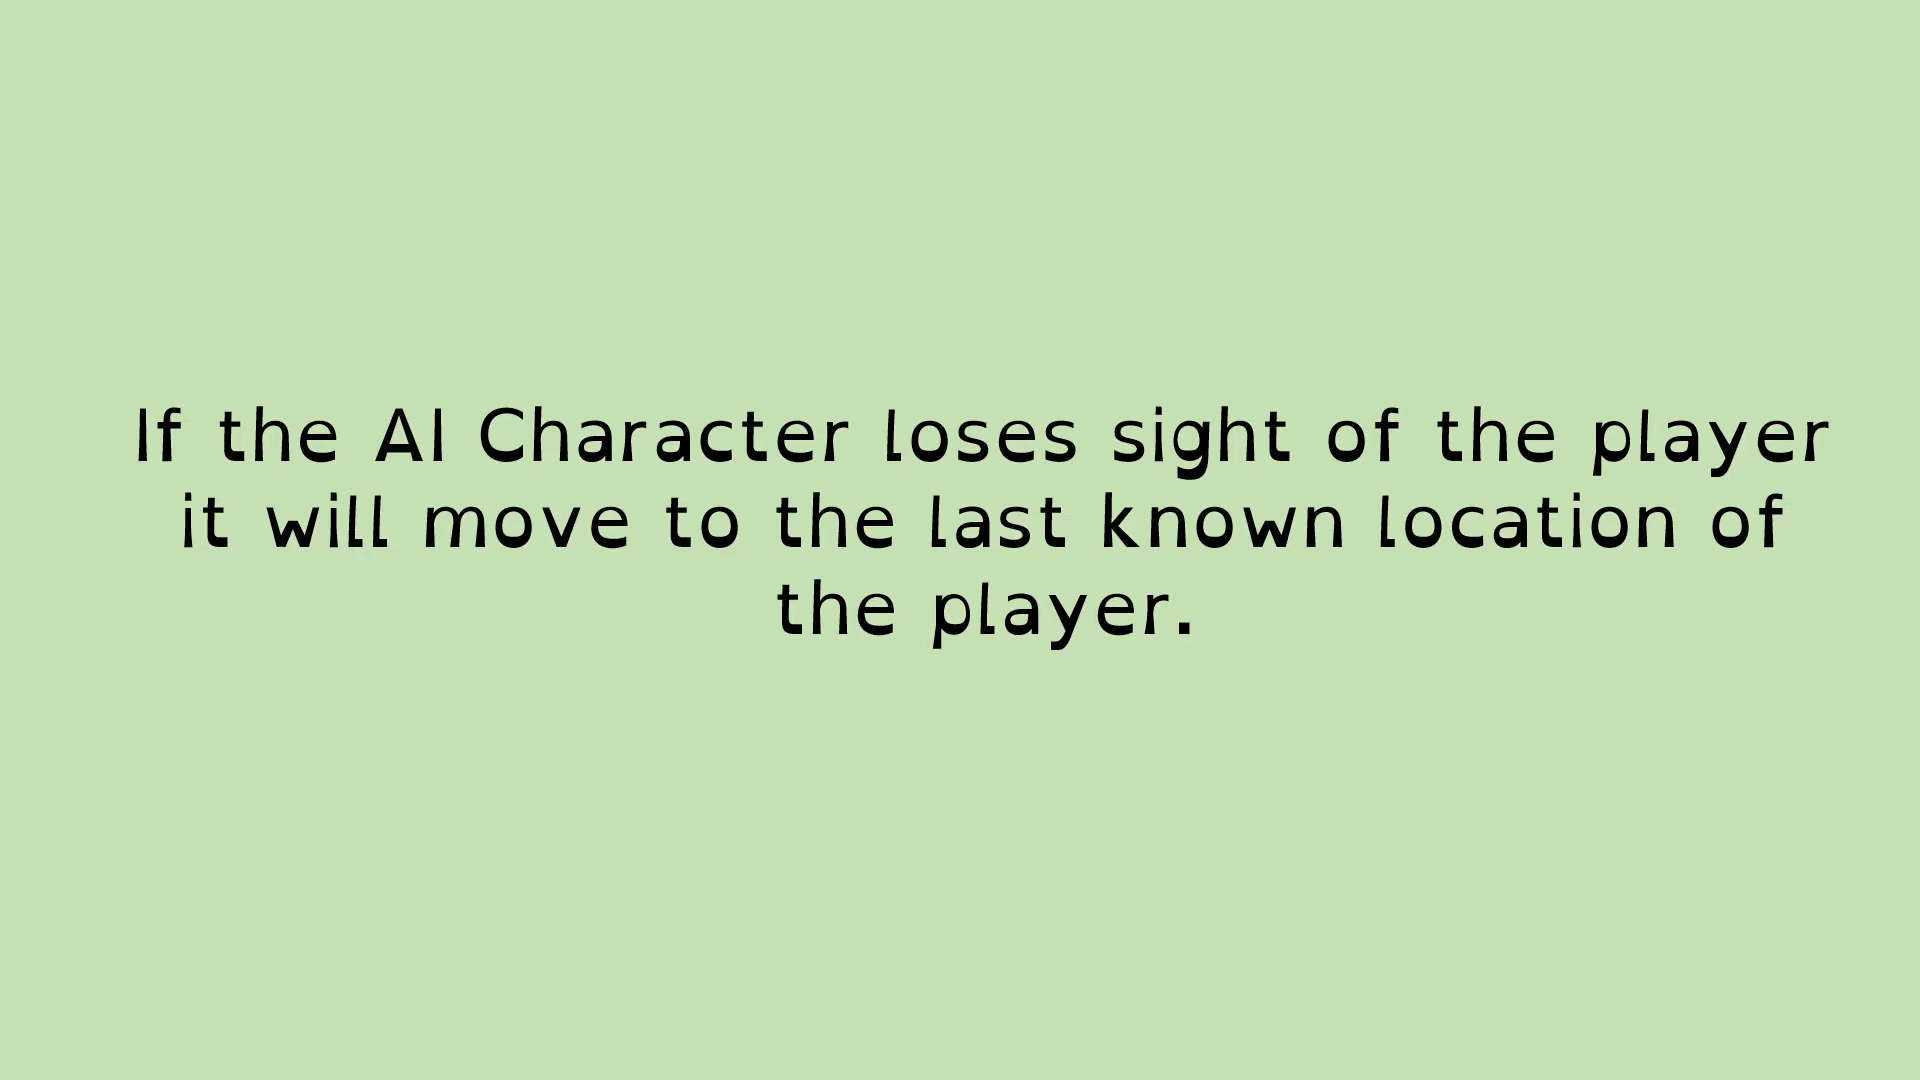 If the AI Character loses sight of the player
it will move to the last known location of
the player.